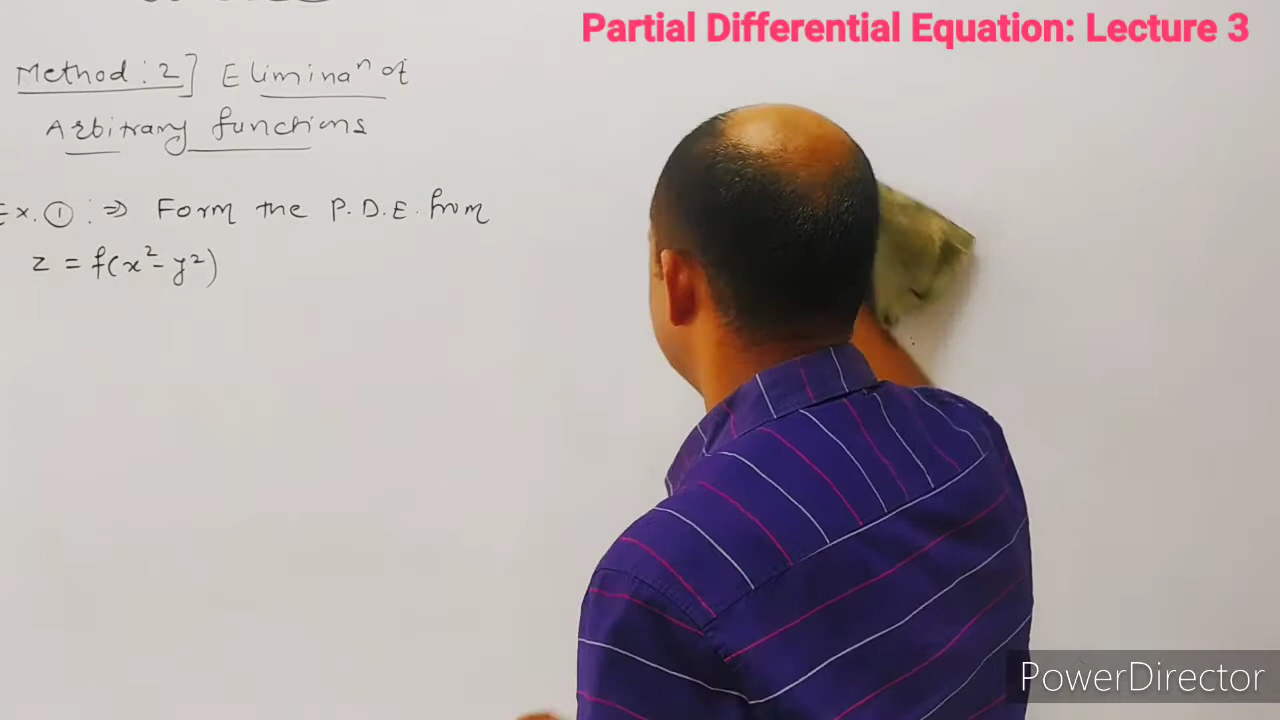 Partial Differential Equation: Lecture 3
Method : 2] Eliminaⁿ of
Arbitrary functions
Ex. ① :⇒ Form the P.D.E. from
z = f(x²-y²)
PowerDirector